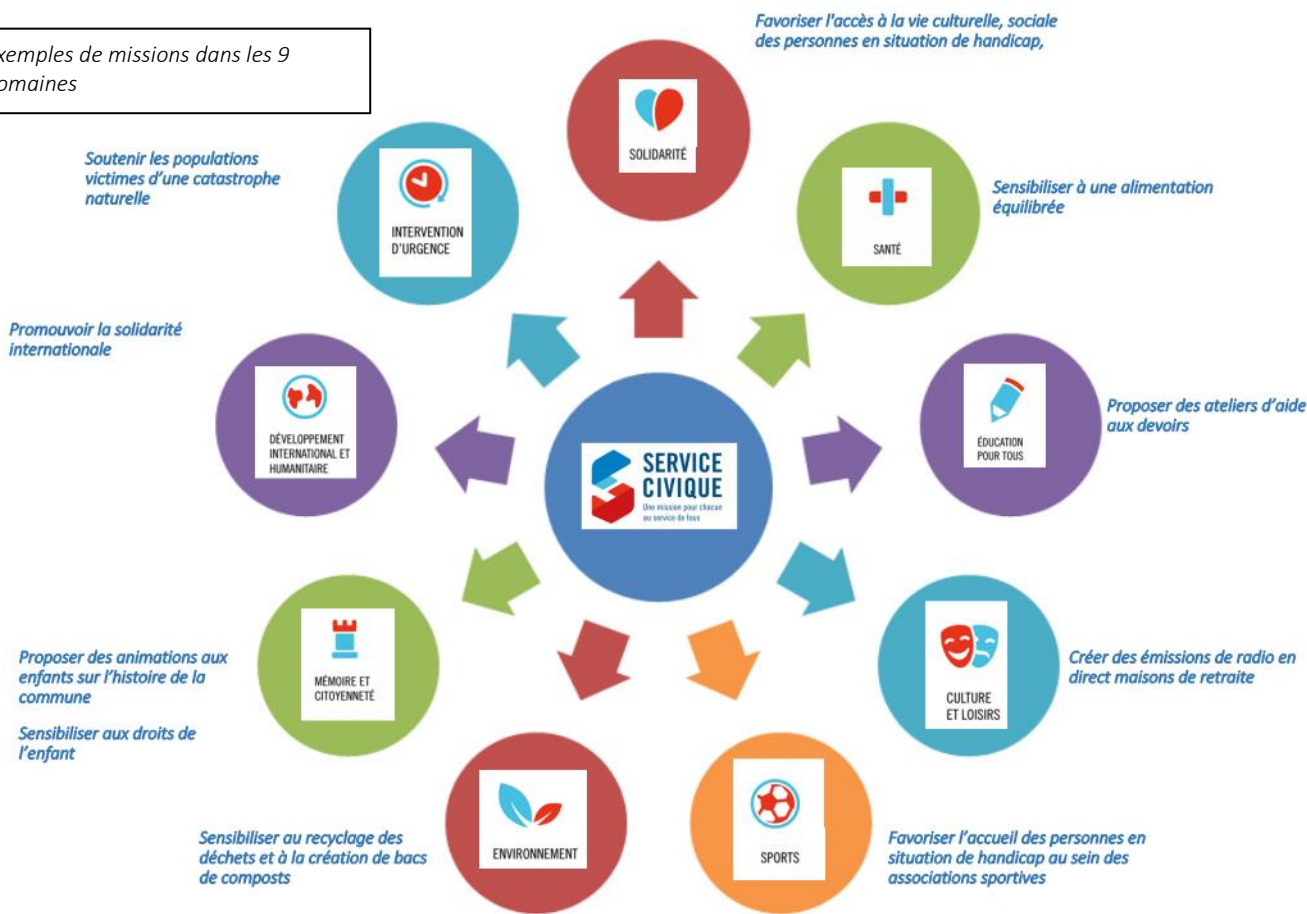 xemples de missions dans les 9
omaines
Favoriser l'accès à la vie culturelle, sociale
des personnes en situation de handicap,
SOLIDARITÉ
Soutenir les populations
victimes d'une catastrophe
naturelle
INTERVENTION
D'URGENCE
SANTÉ
Sensibiliser à une alimentation
équilibrée
Promouvoir la solidarité
internationale
DÉVELOPPEMENT
INTERNATIONAL ET
HUMANITAIRE
SERVICE
CIVIQUE
Une mission pour chacun
au service de tous
ÉDUCATION
POUR TOUS
Proposer des ateliers d'aide
aux devoirs
Proposer des animations aux
enfants sur l'histoire de la
commune
Sensibiliser aux droits de
l'enfant
MÉMOIRE ET
CITOYENNETÉ
CULTURE
ET LOISIRS
Créer des émissions de radio en
direct maisons de retraite
Sensibiliser au recyclage des
déchets et à la création de bacs
de composts
ENVIRONNEMENT
SPORTS
Favoriser l'accueil des personnes en
situation de handicap au sein des
associations sportives